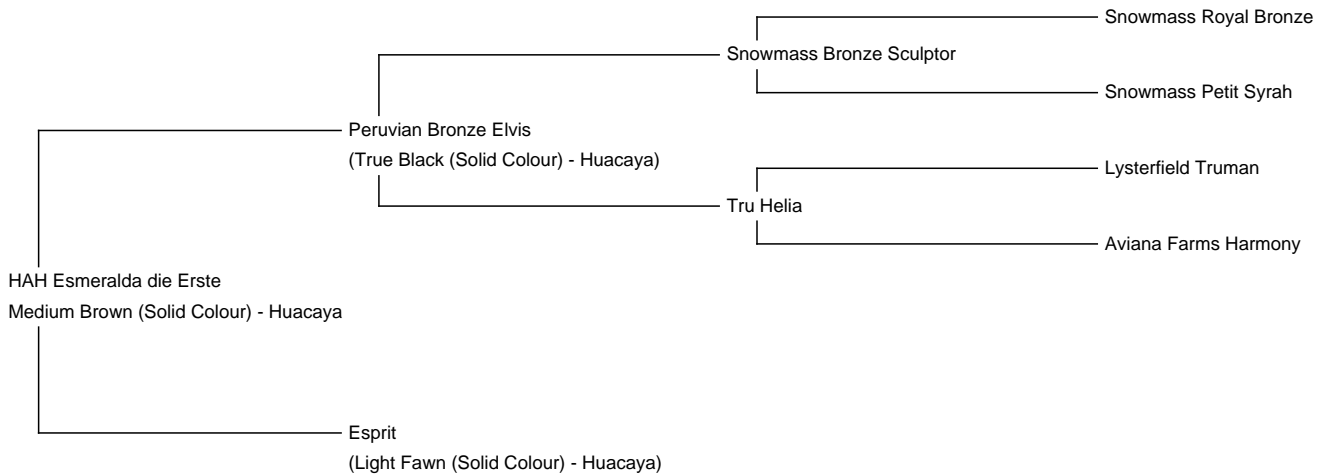 Snowmass Royal Bronze
Snowmass Bronze Sculptor
Snowmass Petit Syrah
Peruvian Bronze Elvis
(True Black (Solid Colour) - Huacaya)
Lysterfield Truman
Tru Helia
Aviana Farms Harmony
HAH Esmeralda die Erste
Medium Brown (Solid Colour) - Huacaya
Esprit
(Light Fawn (Solid Colour) - Huacaya)